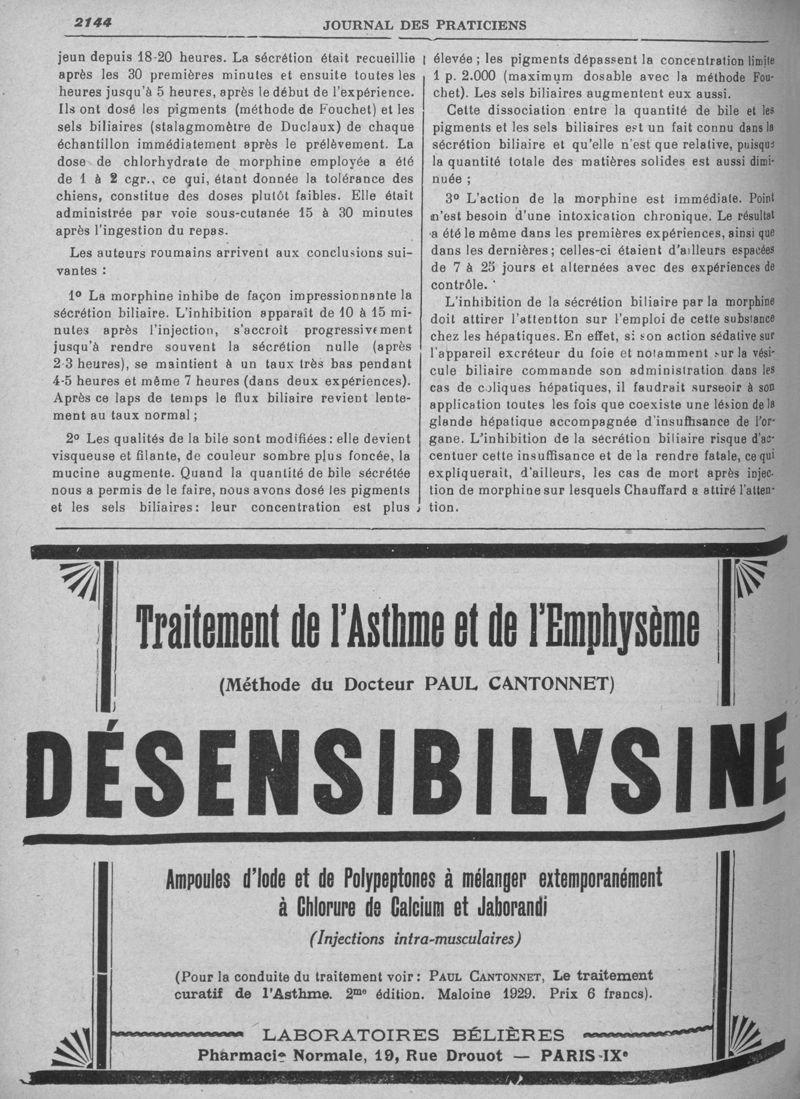 2144
JOURNAL DES PRATICIENS
jeun depuis 18-20 heures. La sécrétion était recueillie
après les 30 premières minutes et ensuite toutes les
heures jusqu'à 5 heures, après le début de l'expérience.
Ils ont dosé les pigments (méthode de Fouchet) et les
sels biliaires (stalagmomètre de Duclaux) de chaque
échantillon immédiatement après le prélèvement. La
dose de chlorhydrate de morphine employée a été
de 1 à 2 cgr., ce qui, étant donnée la tolérance des
chiens, constitue des doses plutôt faibles. Elle était
administrée par voie sous-cutanée 15 à 30 minutes
après l'ingestion du repas.
Les auteurs roumains arrivent aux conclusions sui-
vantes :
1º La morphine inhibe de façon impressionnante la
sécrétion biliaire. L'inhibition apparaît de 10 à 15 mi-
nutes après l'injection, s'accroît progressivement
jusqu'à rendre souvent la sécrétion nulle (après
2-3 heures), se maintient à un taux très bas pendant
4-5 heures et même 7 heures (dans deux expériences).
Après ce laps de temps le flux biliaire revient lente-
ment au taux normal ;
2º Les qualités de la bile sont modifiées : elle devient
visqueuse et filante, de couleur sombre plus foncée, la
mucine augmente. Quand la quantité de bile sécrétée
nous a permis de le faire, nous avons dosé les pigments
et les sels biliaires : leur concentration est plus
élevée ; les pigments dépassent la concentration limite
1 p. 2.000 (maximum dosable avec la méthode Fou-
chet). Les sels biliaires augmentent eux aussi.
Cette dissociation entre la quantité de bile et les
pigments et les sels biliaires est un fait connu dans la
sécrétion biliaire et qu'elle n'est que relative, puisque
la quantité totale des matières solides est aussi dimi-
nuée ;
3º L'action de la morphine est immédiate. Point
n'est besoin d'une intoxication chronique. Le résultat
a été le même dans les premières expériences, ainsi que
dans les dernières ; celles-ci étaient d'ailleurs espacées
de 7 à 25 jours et alternées avec des expériences de
contrôle.
L'inhibition de la sécrétion biliaire par la morphine
doit attirer l'attentton sur l'emploi de cette substance
chez les hépatiques. En effet, si son action sédative sur
l'appareil excréteur du foie et notamment sur la vési-
cule biliaire commande son administration dans les
cas de coliques hépatiques, il faudrait surseoir à son
application toutes les fois que coexiste une lésion de la
glande hépatique accompagnée d'insuffisance de l'or-
gane. L'inhibition de la sécrétion biliaire risque d'ac-
centuer cette insuffisance et de la rendre fatale, ce qui
expliquerait, d'ailleurs, les cas de mort après injec-
tion de morphine sur lesquels Chauffard a attiré l'atten-
tion.
Traitement de l'Asthme et de l'Emphysème
(Méthode du Docteur PAUL CANTONNET)
DÉSENSIBILYSINE
Ampoules d'Iode et de Polypeptones à mélanger extemporanément
à Chlorure de Calcium et Jaborandi
(Injections intra-musculaires)
(Pour la conduite du traitement voir : PAUL CANTONNET, Le traitement
curatif de l'Asthme. 2me édition. Maloine 1929. Prix 6 francs).
LABORATOIRES BÉLIÈRES
Pharmacie Normale, 19, Rue Drouot — PARIS-IXe